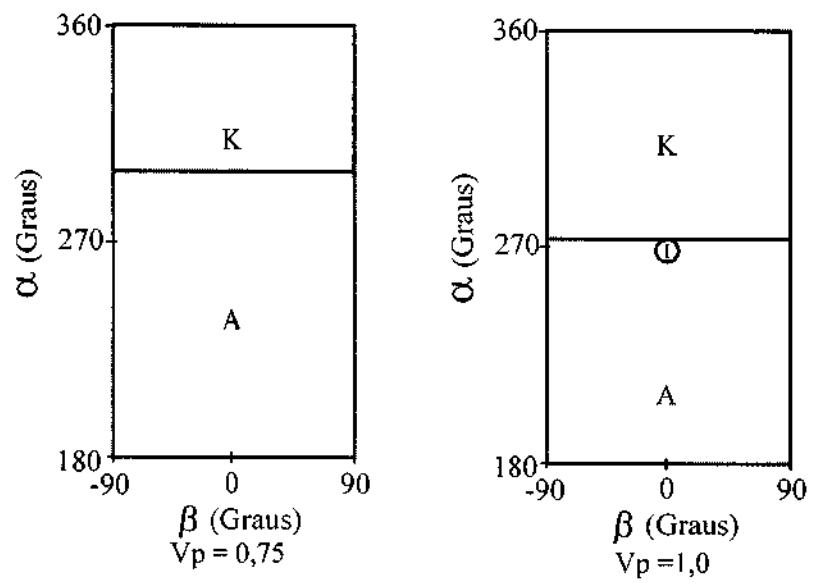 360
K
270
A
180
-90 0 90
α (Graus)
β (Graus)
Vp = 0,75
360
K
270
I
A
180
-90 0 90
α (Graus)
β (Graus)
Vp =1,0